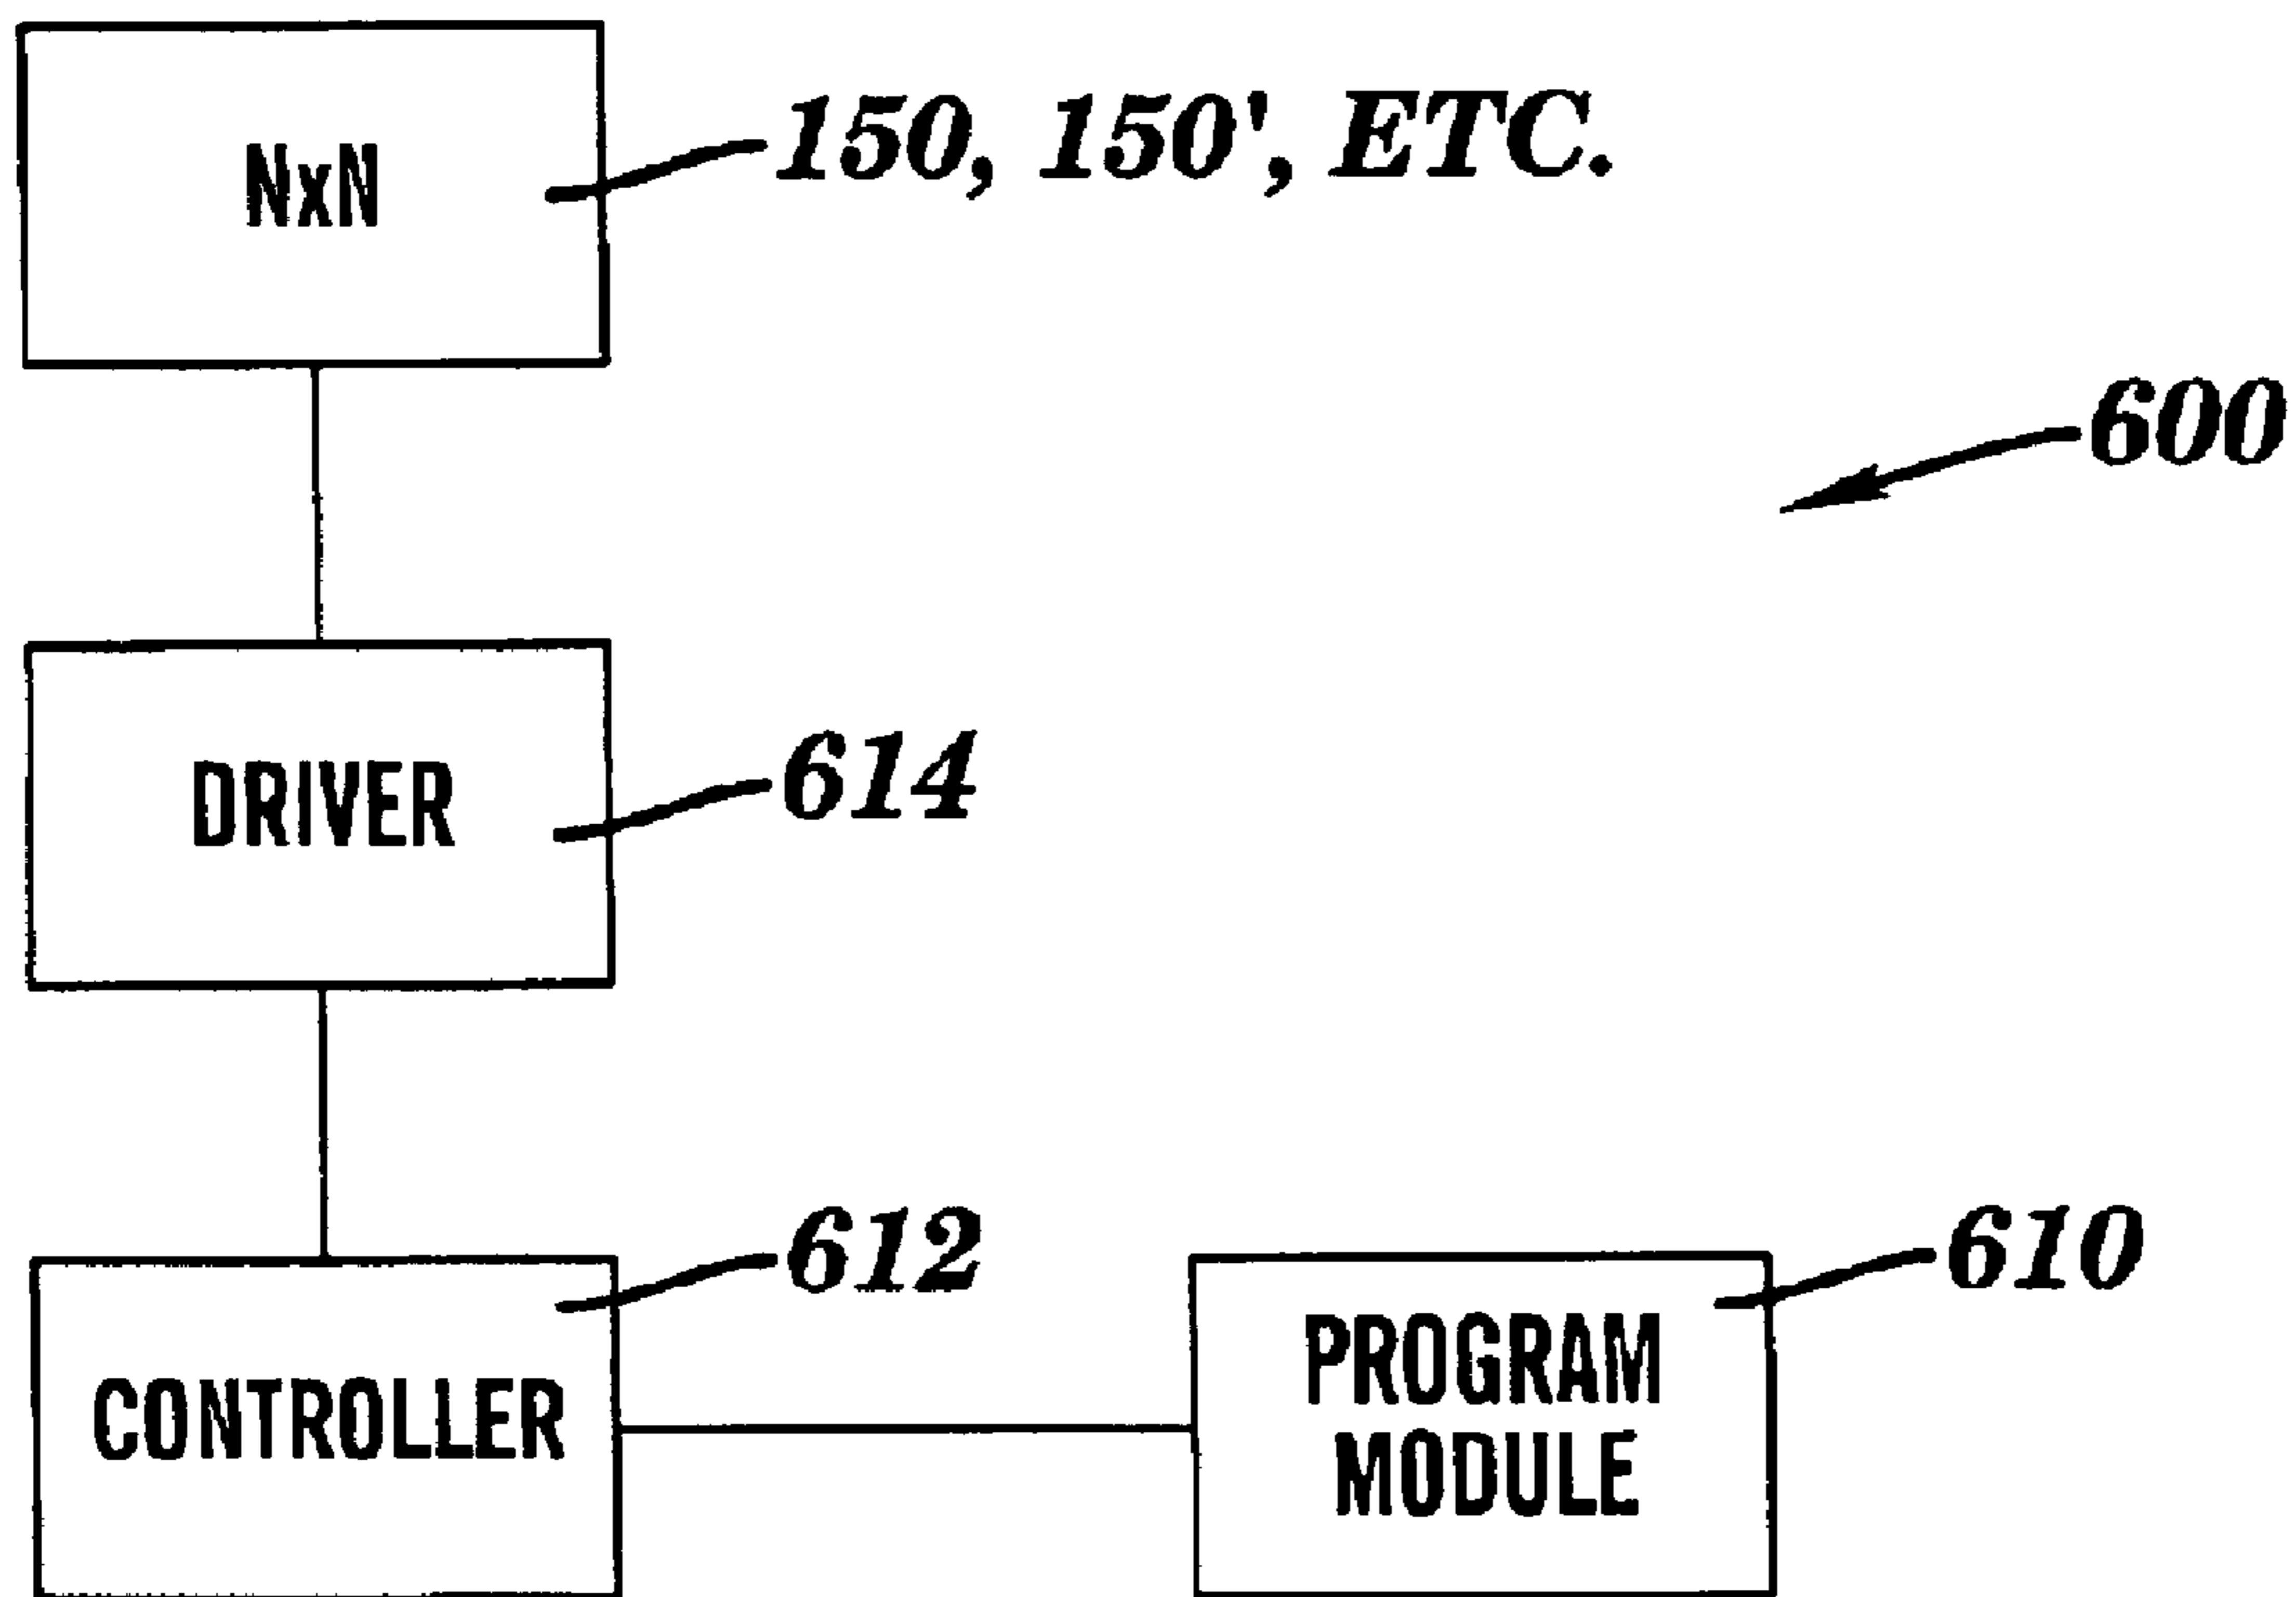 NxN
150, 150', ETC.
600
DRIVER
614
612
610
CONTROLLER
PROGRAM
MODULE